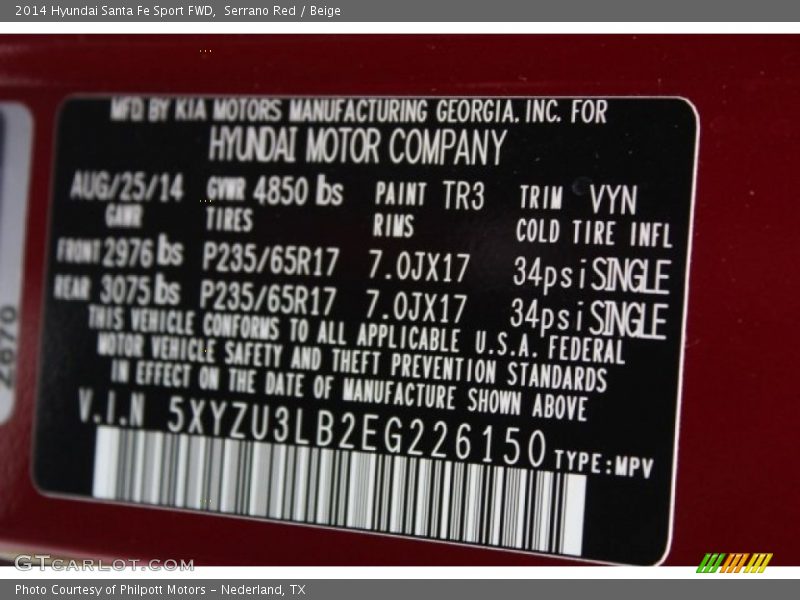 2014 Hyundai Santa Fe Sport FWD,  Serrano Red / Beige
MFD BY KIA MOTORS MANUFACTURING GEORGIA. INC. FOR
HYUNDAI MOTOR COMPANY
AUG/25/14 GVWR 4850 lbs PAINT TR3 TRIM VYN
GAWR TIRES RIMS COLD TIRE INFL
FRONT 2976 lbs P235/65R17 7.0JX17 34psi SINGLE
REAR 3075 lbs P235/65R17 7.0JX17 34psi SINGLE
THIS VEHICLE CONFORMS TO ALL APPLICABLE U.S.A. FEDERAL
MOTOR VEHICLE SAFETY AND THEFT PREVENTION STANDARDS
IN EFFECT ON THE DATE OF MANUFACTURE SHOWN ABOVE
V.I.N 5XYZU3LB2EG226150 TYPE:MPV
GTCARLOT.COM
Photo Courtesy of Philpott Motors - Nederland, TX